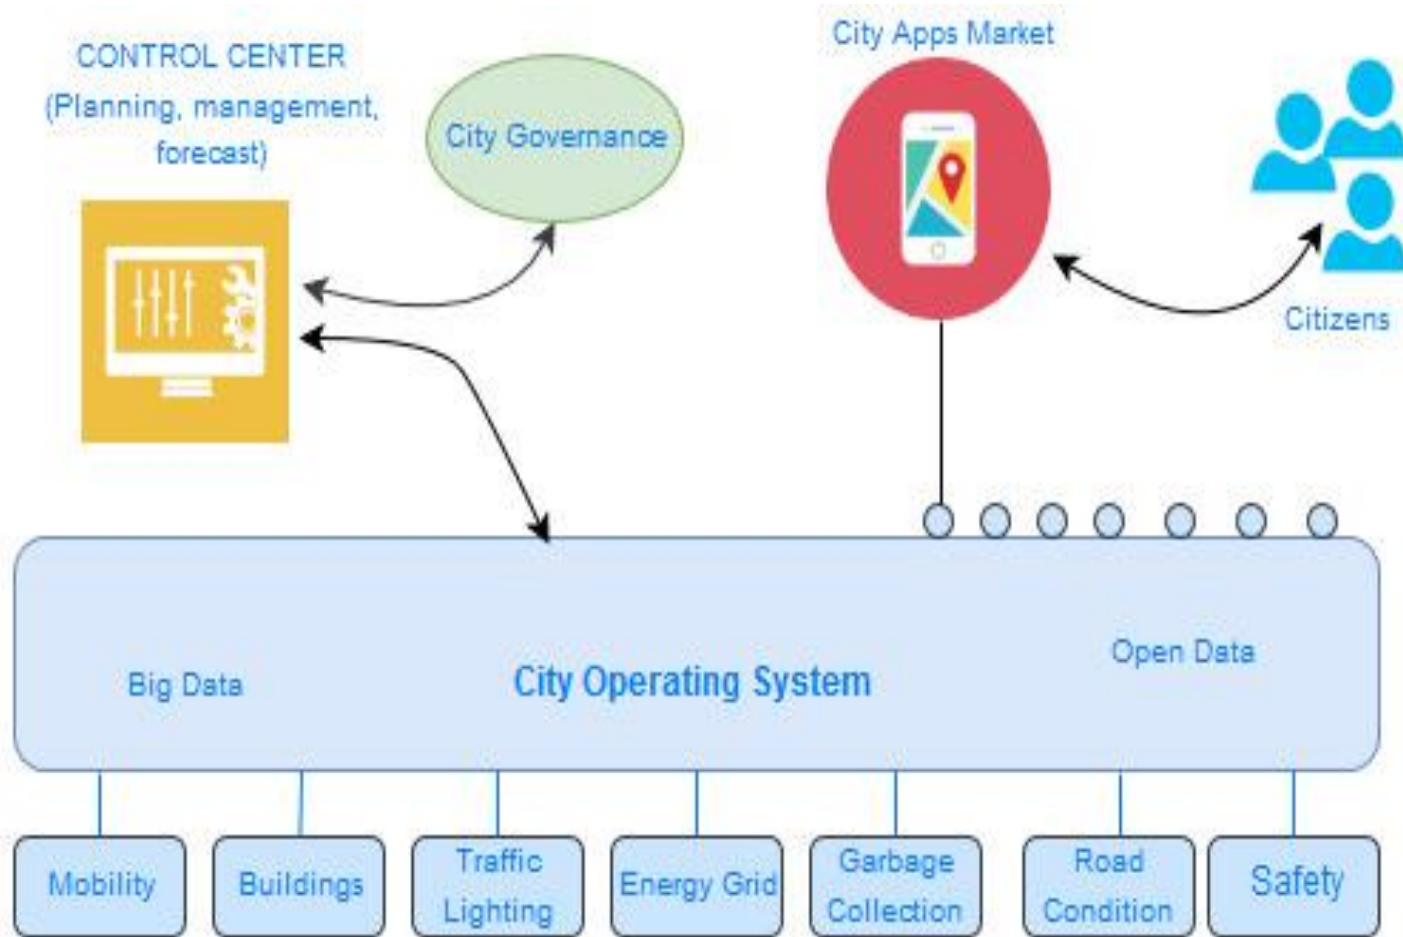 CONTROL CENTER
(Planning, management,
forecast)
City Governance
City Apps Market
Citizens
Big Data
City Operating System
Open Data
Mobility
Buildings
Traffic
Lighting
Energy Grid
Garbage
Collection
Road
Condition
Safety